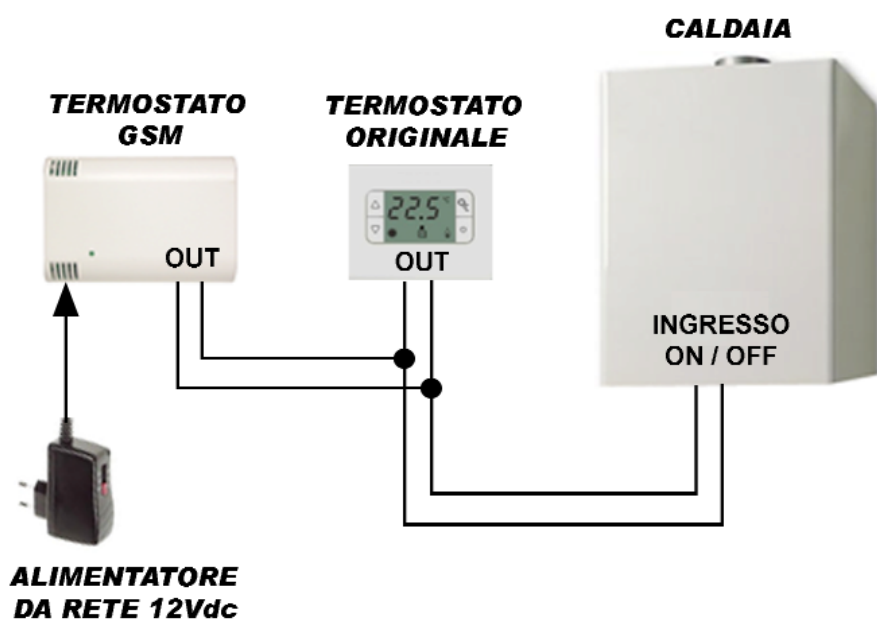 CALDAIA
TERMOSTATO
GSM
TERMOSTATO
ORIGINALE
22.5 °C
OUT
OUT
INGRESSO
ON / OFF
ALIMENTATORE
DA RETE 12Vdc